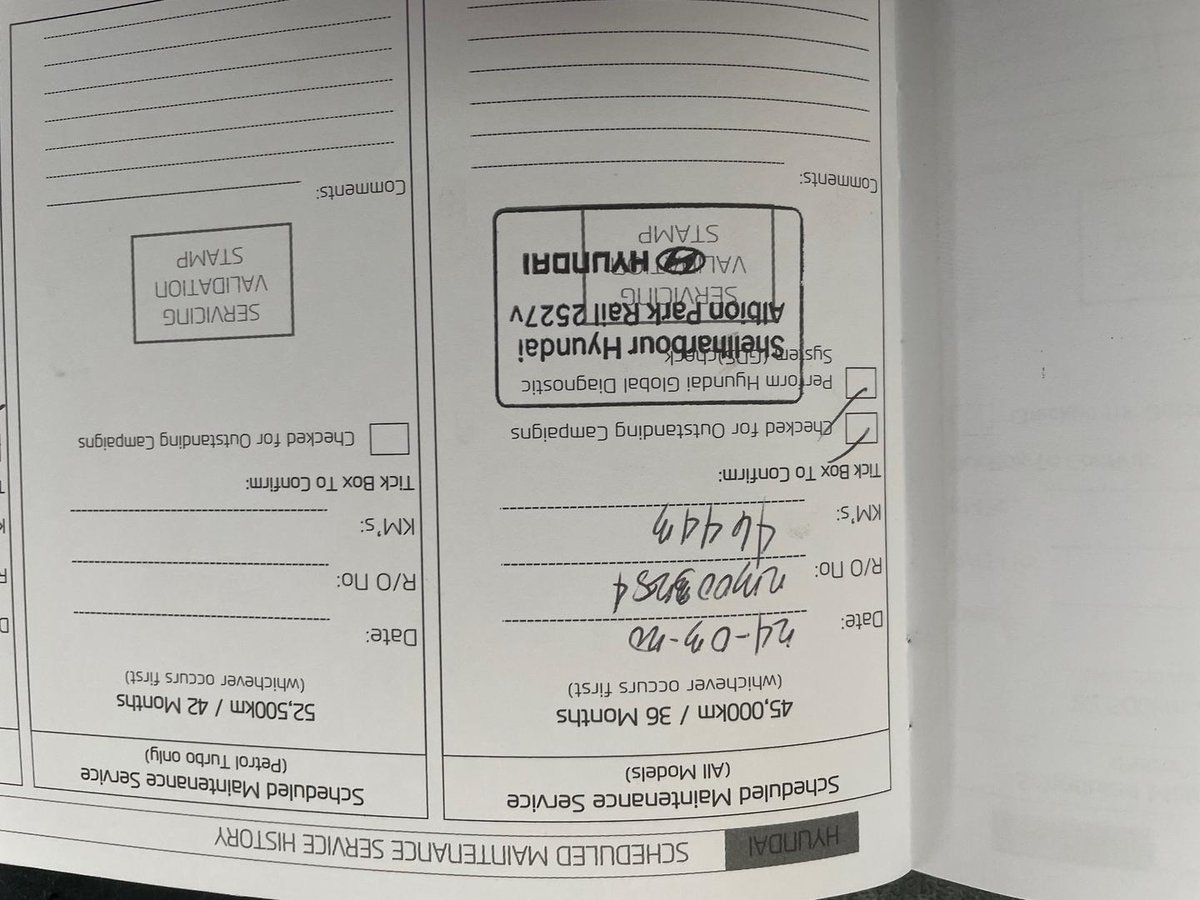 HYUNDAI SCHEDULED MAINTENANCE SERVICE HISTORY
Scheduled Maintenance Service
(All Models)
45,000km / 36 Months
(whichever occurs first)
Date:
R/O No:
KM's: 46443
Tick Box To Confirm:
Checked for Outstanding Campaigns
Perform Hyundai Global Diagnostic
System (GDS) check
Shellharbour Hyundai
Albion Park Rail 2527v
HYUNDAI
SERVICING
VALIDATION
STAMP
Comments:
Scheduled Maintenance Service
(Petrol Turbo only)
52,500km / 42 Months
(whichever occurs first)
Date:
R/O No:
KM's:
Tick Box To Confirm:
Checked for Outstanding Campaigns
SERVICING
VALIDATION
STAMP
Comments: